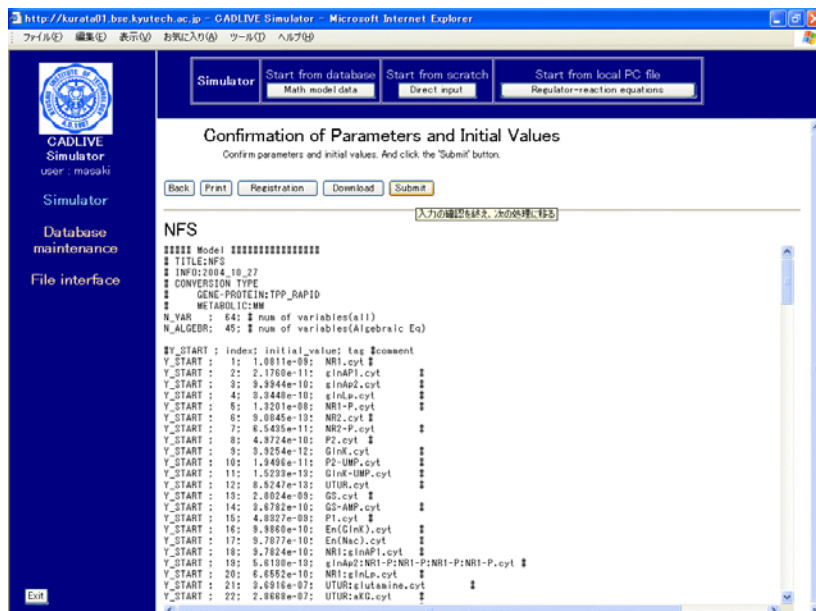 http://kurata01.bse.kyutech.ac.jp - CADLIVE Simulator - Microsoft Internet Explorer
ファイル(F) 編集(E) 表示(V) お気に入り(A) ツール(T) ヘルプ(H)
Simulator
Start from database
Math model data
Start from scratch
Direct input
Start from local PC file
Regulator-reaction equations
CADLIVE
Simulator
user : masaki
Simulator
Database
maintenance
File interface
Exit
Confirmation of Parameters and Initial Values
Confirm parameters and initial values. And click the 'Submit' button.
Back Print Registration Download Submit
入力の確認を終え、次の処理に移る
NFS
##### Model ################
# TITLE:NFS
# INFO:2004_10_27
# CONVERSION TYPE
# GENE-PROTEIN:TPP_RAPID
# METABOLIC:MM
N_VAR : 64; # num of variables(all)
N_ALGEBR; 45; # num of variables(Algebraic Eq)
#Y_START ; index; initial_value; tag #comment
Y_START ; 1; 1.0811e-09; NR1.cyt #
Y_START ; 2; 2.1760e-11; glnAP1.cyt #
Y_START ; 3; 9.9944e-10; glnAp2.cyt #
Y_START ; 4; 3.3448e-10; glnLp.cyt #
Y_START ; 5; 1.3201e-08; NR1-P.cyt #
Y_START ; 6; 9.0845e-13; NR2.cyt #
Y_START ; 7; 6.5435e-11; NR2-P.cyt #
Y_START ; 8; 4.8724e-10; P2.cyt #
Y_START ; 9; 3.9254e-12; GlnK.cyt #
Y_START ; 10; 1.9496e-11; P2-UMP.cyt #
Y_START ; 11; 1.5233e-13; GlnK-UMP.cyt #
Y_START ; 12; 8.5247e-13; UTUR.cyt #
Y_START ; 13; 2.8024e-09; GS.cyt #
Y_START ; 14; 3.6782e-10; GS-AMP.cyt #
Y_START ; 15; 4.8327e-09; P1.cyt #
Y_START ; 16; 9.9860e-10; En(GlnK).cyt #
Y_START ; 17; 9.7877e-10; En(Nac).cyt #
Y_START ; 18; 9.7824e-10; NR1:glnAP1.cyt #
Y_START ; 19; 5.6130e-13; glnAp2:NR1-P:NR1-P:NR1-P:NR1-P.cyt #
Y_START ; 20; 6.6552e-10; NR1:glnLp.cyt #
Y_START ; 21; 3.6916e-07; UTUR:glutamine.cyt #
Y_START ; 22; 2.8668e-07; UTUR:aKG.cyt #